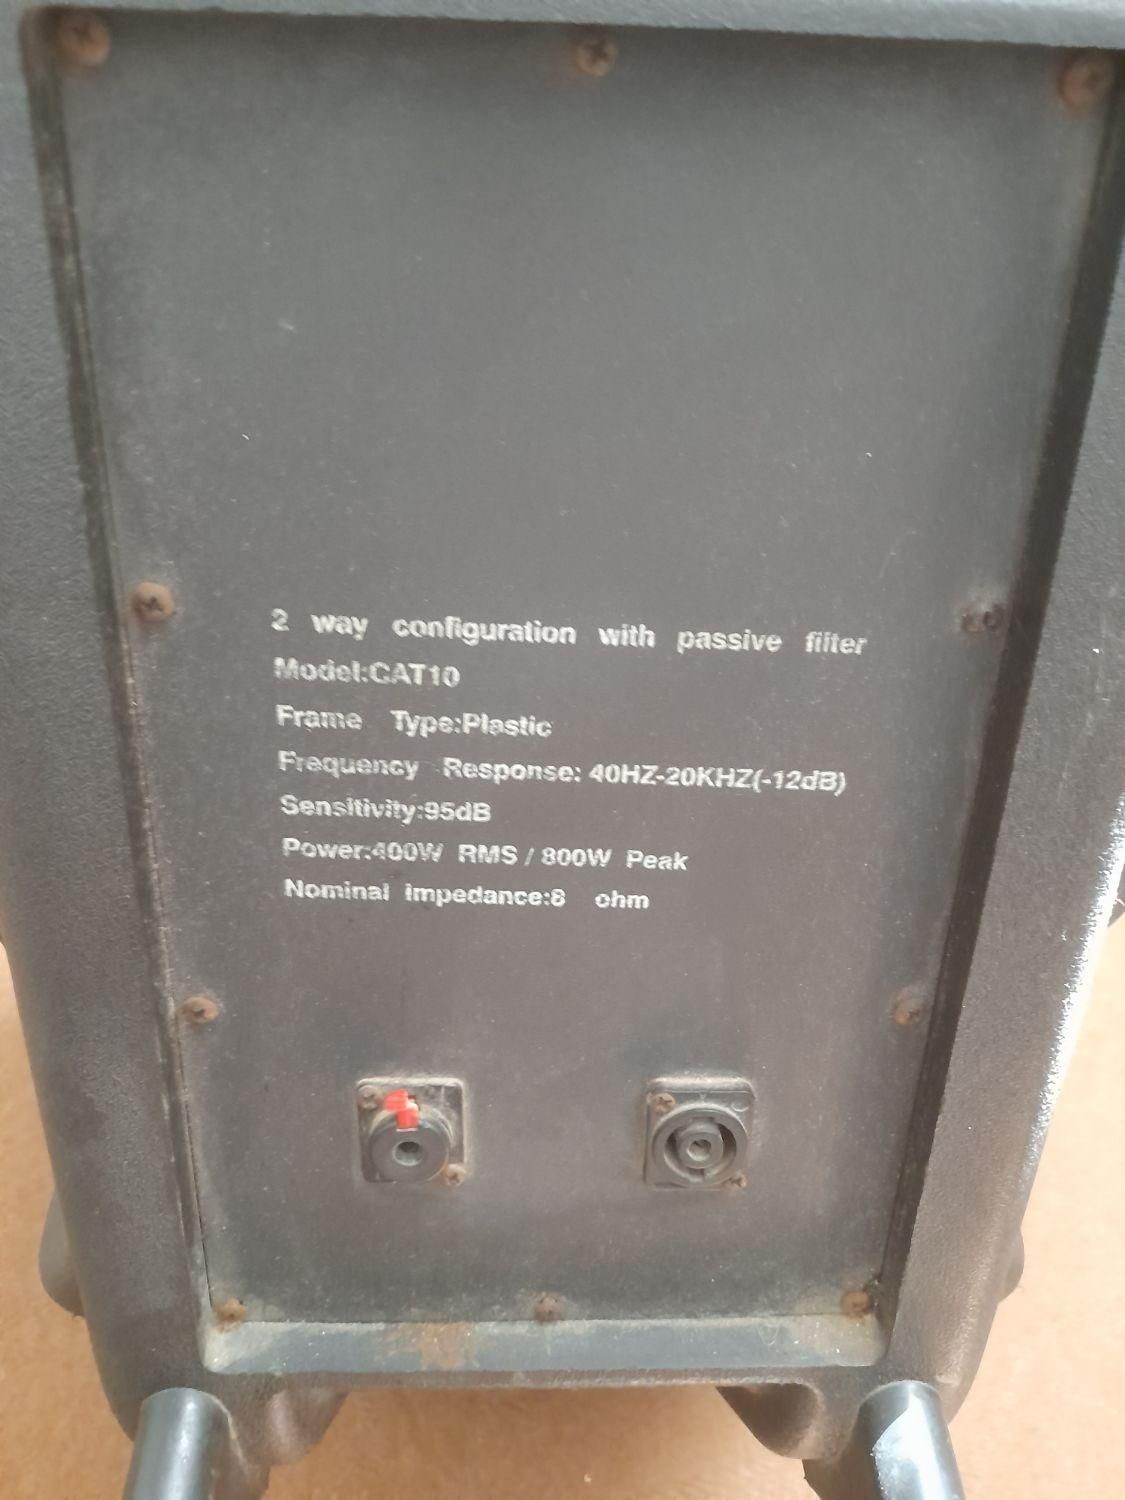 2 way configuration with passive filter
Model:CAT10
Frame Type:Plastic
Frequency Response: 40HZ-20KHZ(-12dB)
Sensitivity:95dB
Power:400W RMS / 800W Peak
Nominal impedance:8 ohm